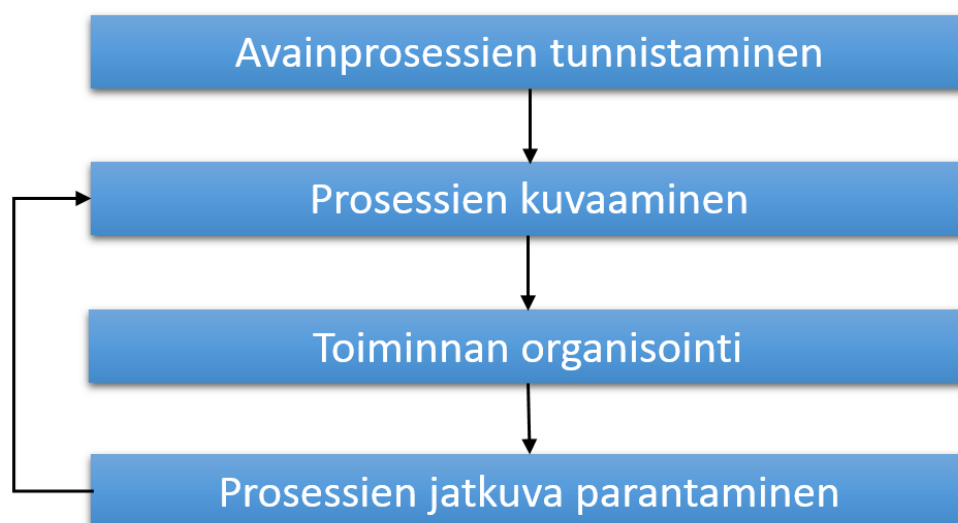 Avainprosessien tunnistaminen
Prosessien kuvaaminen
Toiminnan organisointi
Prosessien jatkuva parantaminen